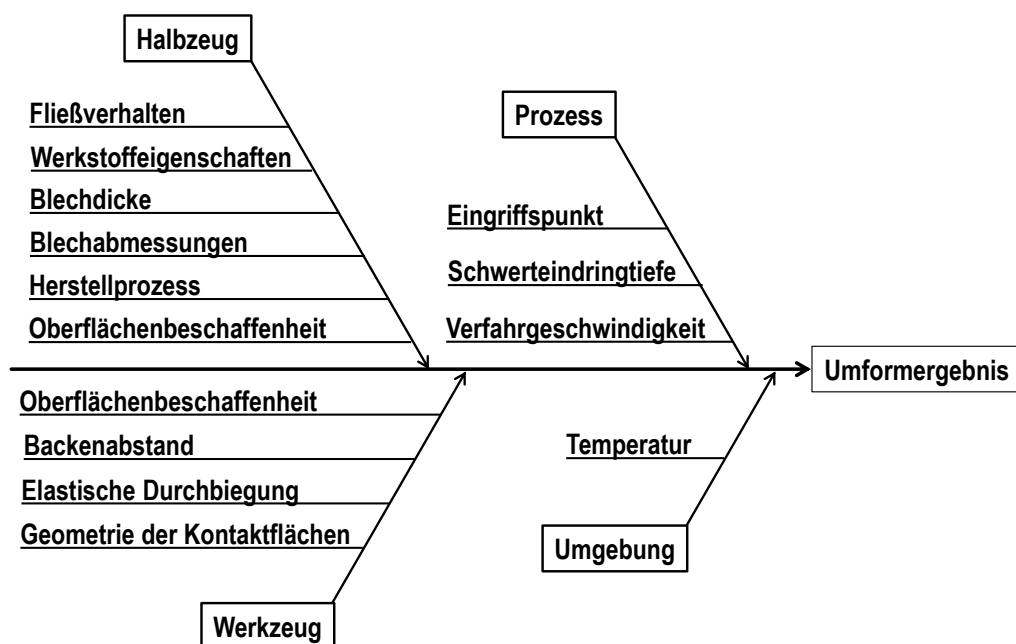 Halbzeug
Fließverhalten
Werkstoffeigenschaften
Blechdicke
Blechabmessungen
Herstellprozess
Oberflächenbeschaffenheit
Prozess
Eingriffspunkt
Schwerteindringtiefe
Verfahrgeschwindigkeit
Umformergebnis
Oberflächenbeschaffenheit
Backenabstand
Elastische Durchbiegung
Geometrie der Kontaktflächen
Werkzeug
Temperatur
Umgebung